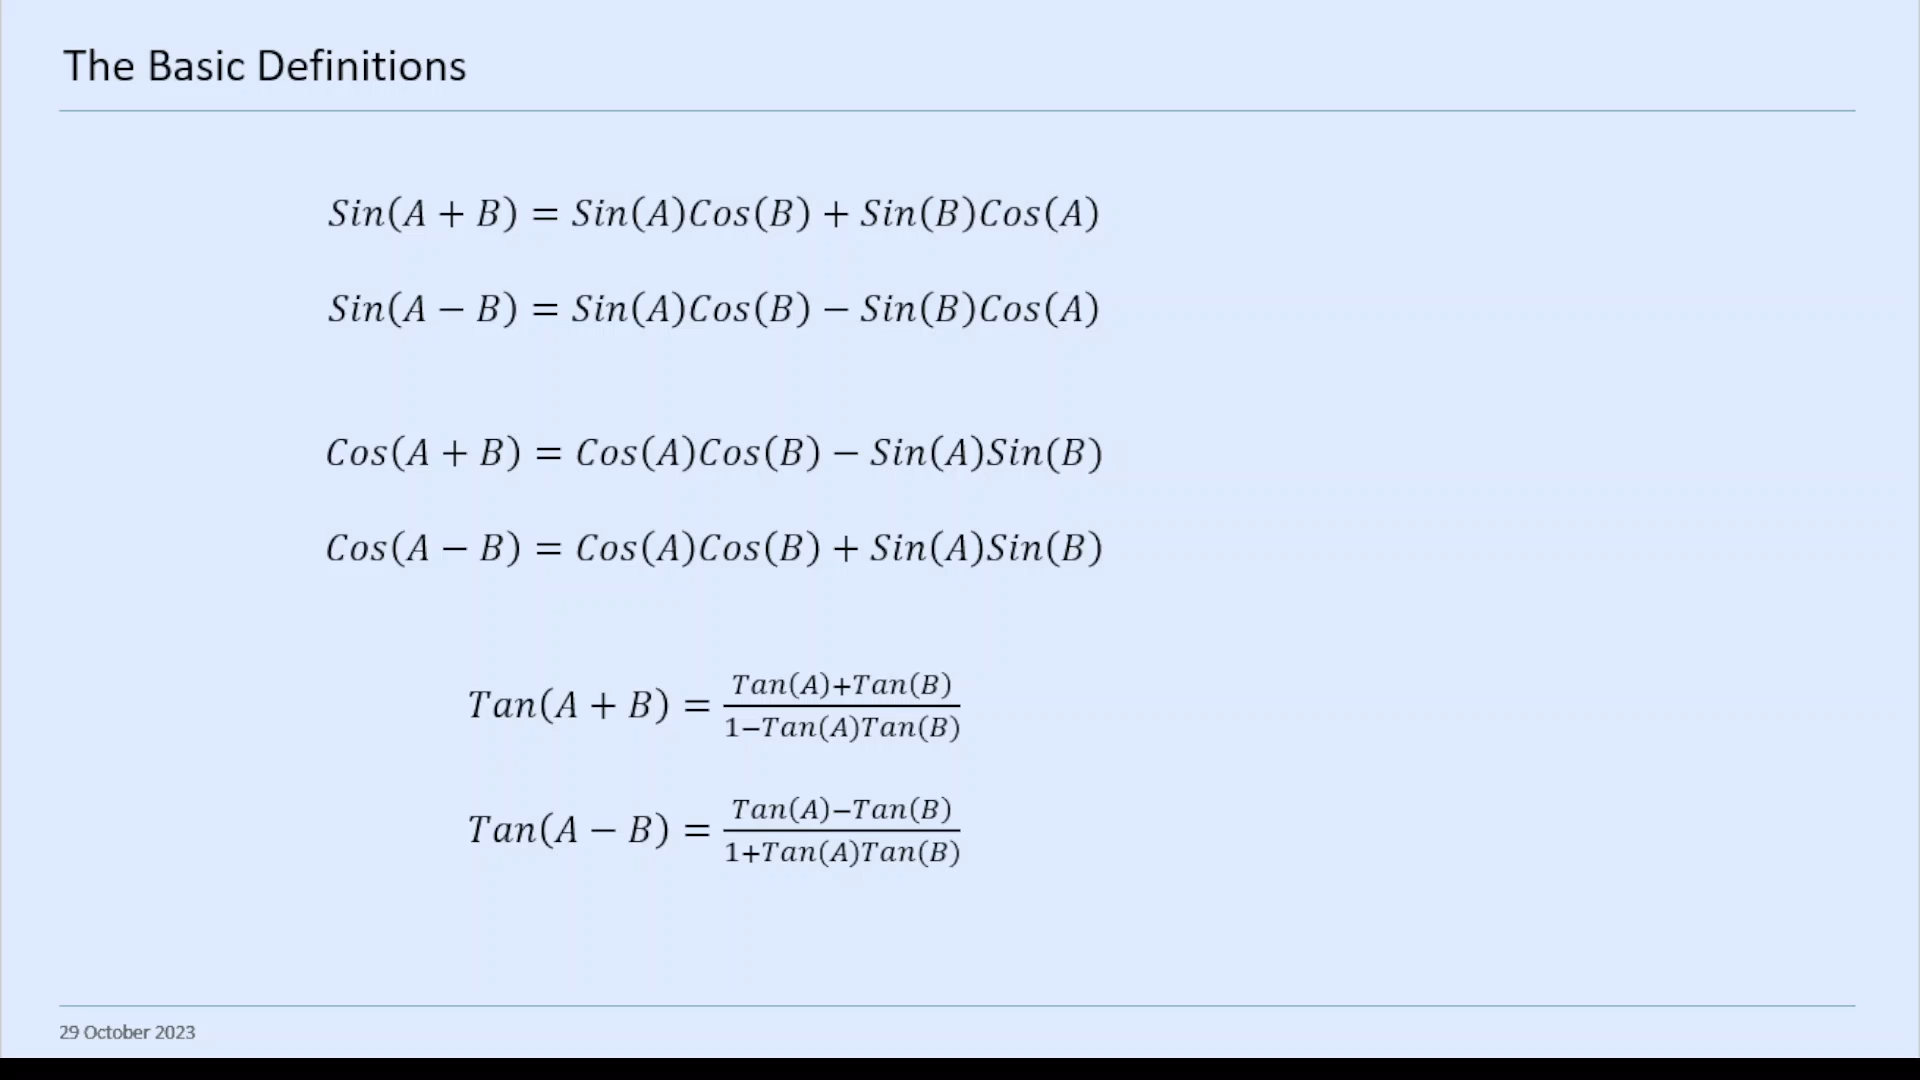 The Basic Definitions
Sin(A + B) = Sin(A)Cos(B) + Sin(B)Cos(A)
Sin(A − B) = Sin(A)Cos(B) − Sin(B)Cos(A)
Cos(A + B) = Cos(A)Cos(B) − Sin(A)Sin(B)
Cos(A − B) = Cos(A)Cos(B) + Sin(A)Sin(B)
Tan(A + B) = \frac{Tan(A)+Tan(B)}{1−Tan(A)Tan(B)}
Tan(A − B) = \frac{Tan(A)−Tan(B)}{1+Tan(A)Tan(B)}
29 October 2023